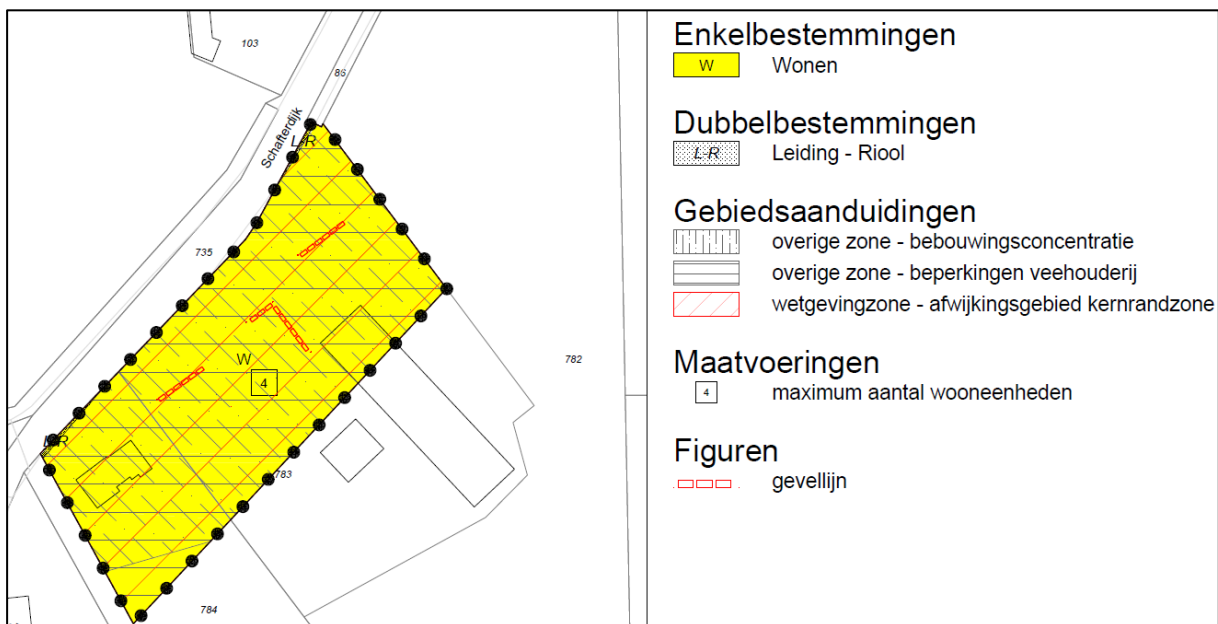 103
86
Schafterdijk
L-R
735
W
4
782
L-R
783
784
Enkelbestemmingen
W Wonen
Dubbelbestemmingen
L-R Leiding - Riool
Gebiedsaanduidingen
overige zone - bebouwingsconcentratie
overige zone - beperkingen veehouderij
wetgevingzone - afwijkingsgebied kernrandzone
Maatvoeringen
4 maximum aantal wooneenheden
Figuren
gevellijn